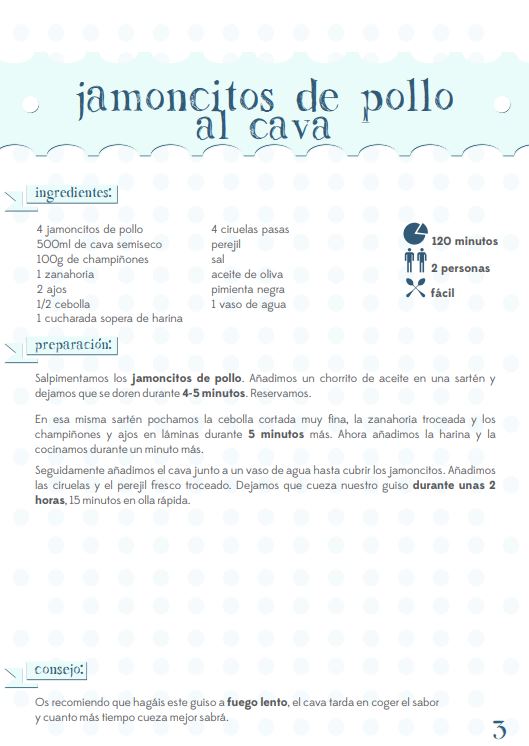 jamoncitos de pollo
al cava
ingredientes:
4 jamoncitos de pollo
500ml de cava semiseco
100g de champiñones
1 zanahoria
2 ajos
1/2 cebolla
1 cucharada sopera de harina
4 ciruelas pasas
perejil
sal
aceite de oliva
pimienta negra
1 vaso de agua
120 minutos
2 personas
fácil
preparación:
Salpimentamos los jamoncitos de pollo. Añadimos un chorrito de aceite en una sartén y
dejamos que se doren durante 4-5 minutos. Reservamos.
En esa misma sartén pochamos la cebolla cortada muy fina, la zanahoria troceada y los
champiñones y ajos en láminas durante 5 minutos más. Ahora añadimos la harina y la
cocinamos durante un minuto más.
Seguidamente añadimos el cava junto a un vaso de agua hasta cubrir los jamoncitos. Añadimos
las ciruelas y el perejil fresco troceado. Dejamos que cueza nuestro guiso durante unas 2
horas, 15 minutos en olla rápida.
consejo:
Os recomiendo que hagáis este guiso a fuego lento, el cava tarda en coger el sabor
y cuanto más tiempo cueza mejor sabrá.
3